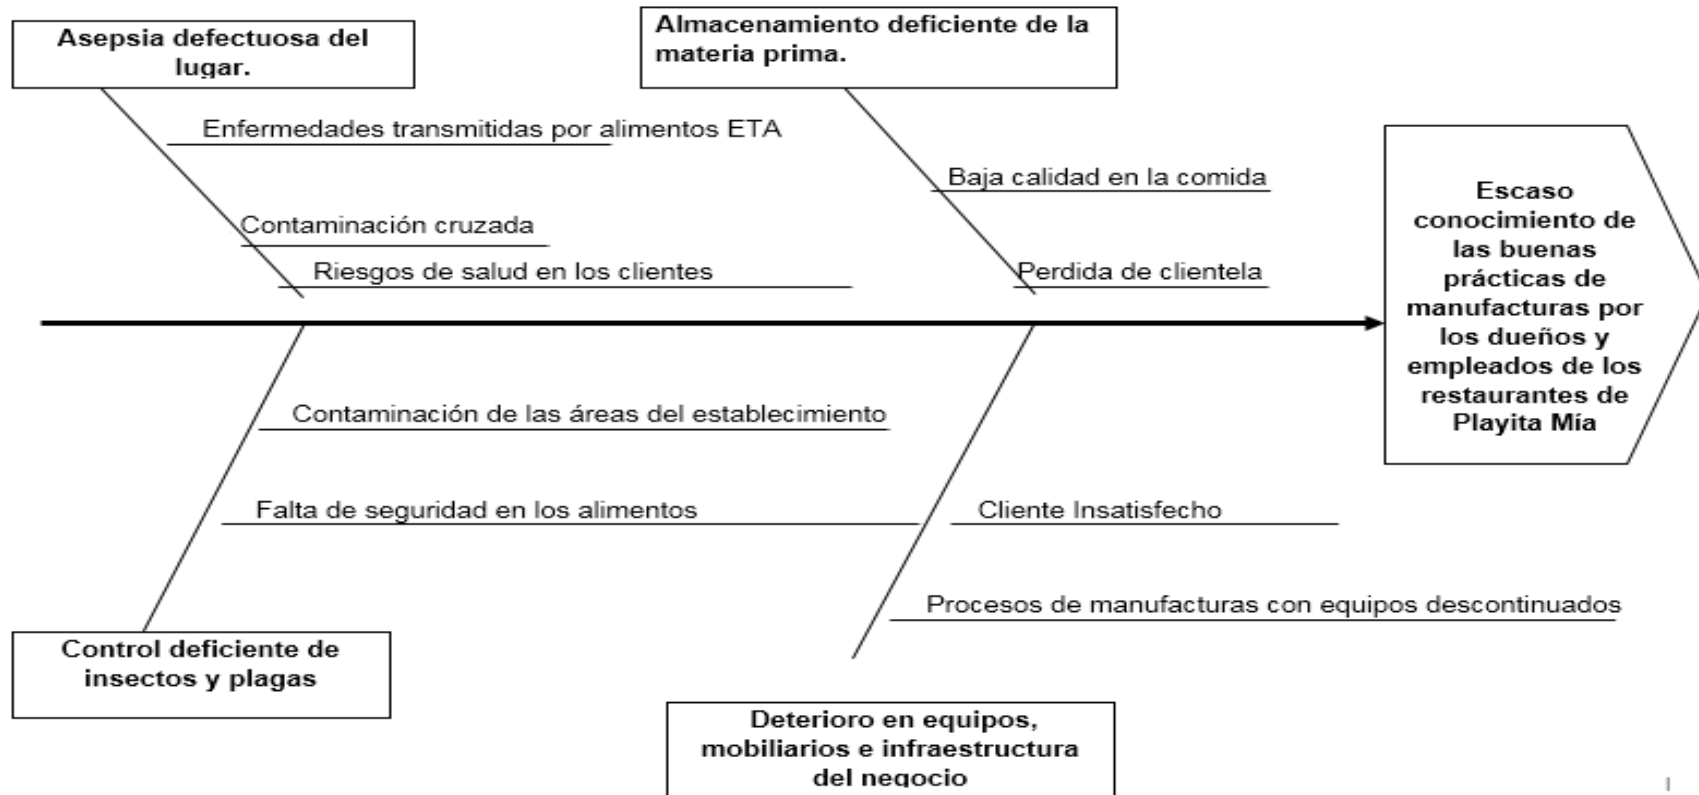 Asepsia defectuosa del
lugar.
Almacenamiento deficiente de la
materia prima.
Enfermedades transmitidas por alimentos ETA
Baja calidad en la comida
Contaminación cruzada
Riesgos de salud en los clientes
Perdida de clientela
Escaso
conocimiento de
las buenas
prácticas de
manufacturas por
los dueños y
empleados de los
restaurantes de
Playita Mía
Contaminación de las áreas del establecimiento
Falta de seguridad en los alimentos
Cliente Insatisfecho
Procesos de manufacturas con equipos descontinuados
Control deficiente de
insectos y plagas
Deterioro en equipos,
mobiliarios e infraestructura
del negocio